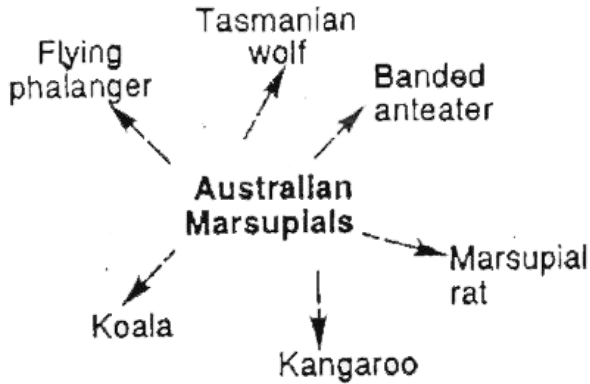 Tasmanian
wolf
Flying
phalanger
Banded
anteater
Australian
Marsupials
Marsupial
rat
Koala
Kangaroo